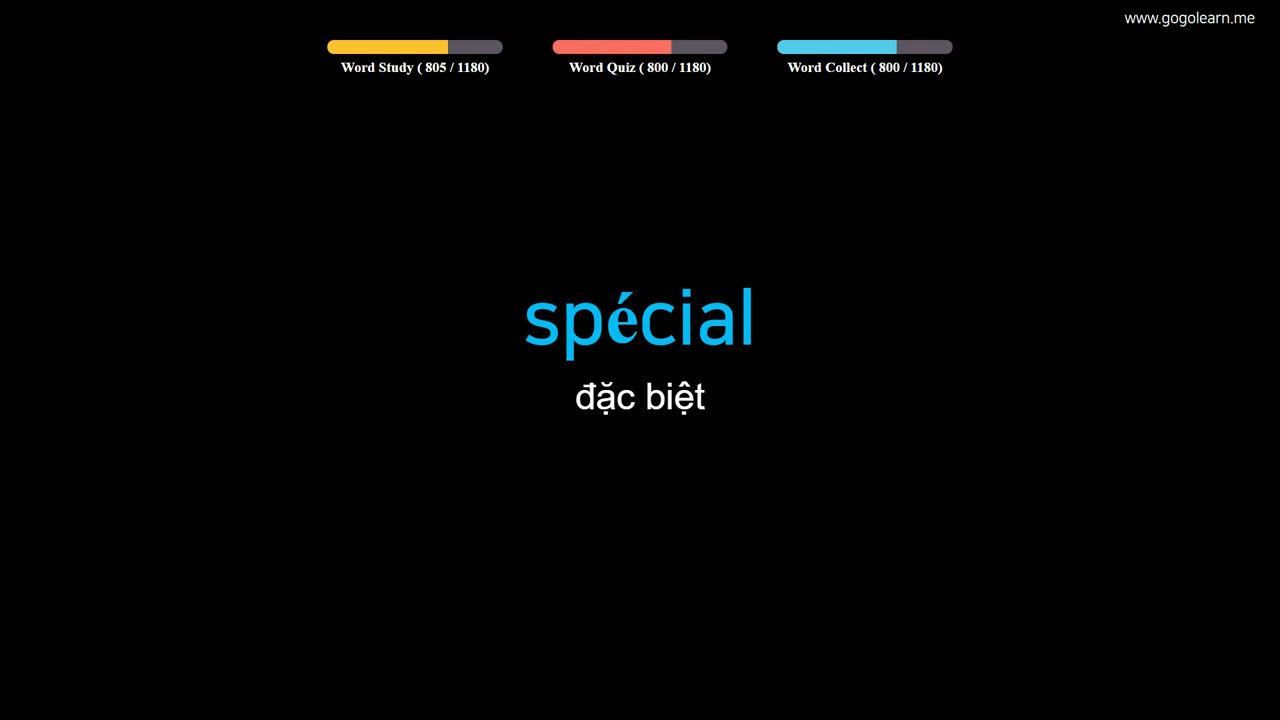 www.gogolearn.me
Word Study ( 805 / 1180)
Word Quiz ( 800 / 1180)
Word Collect ( 800 / 1180)
spécial
đặc biệt